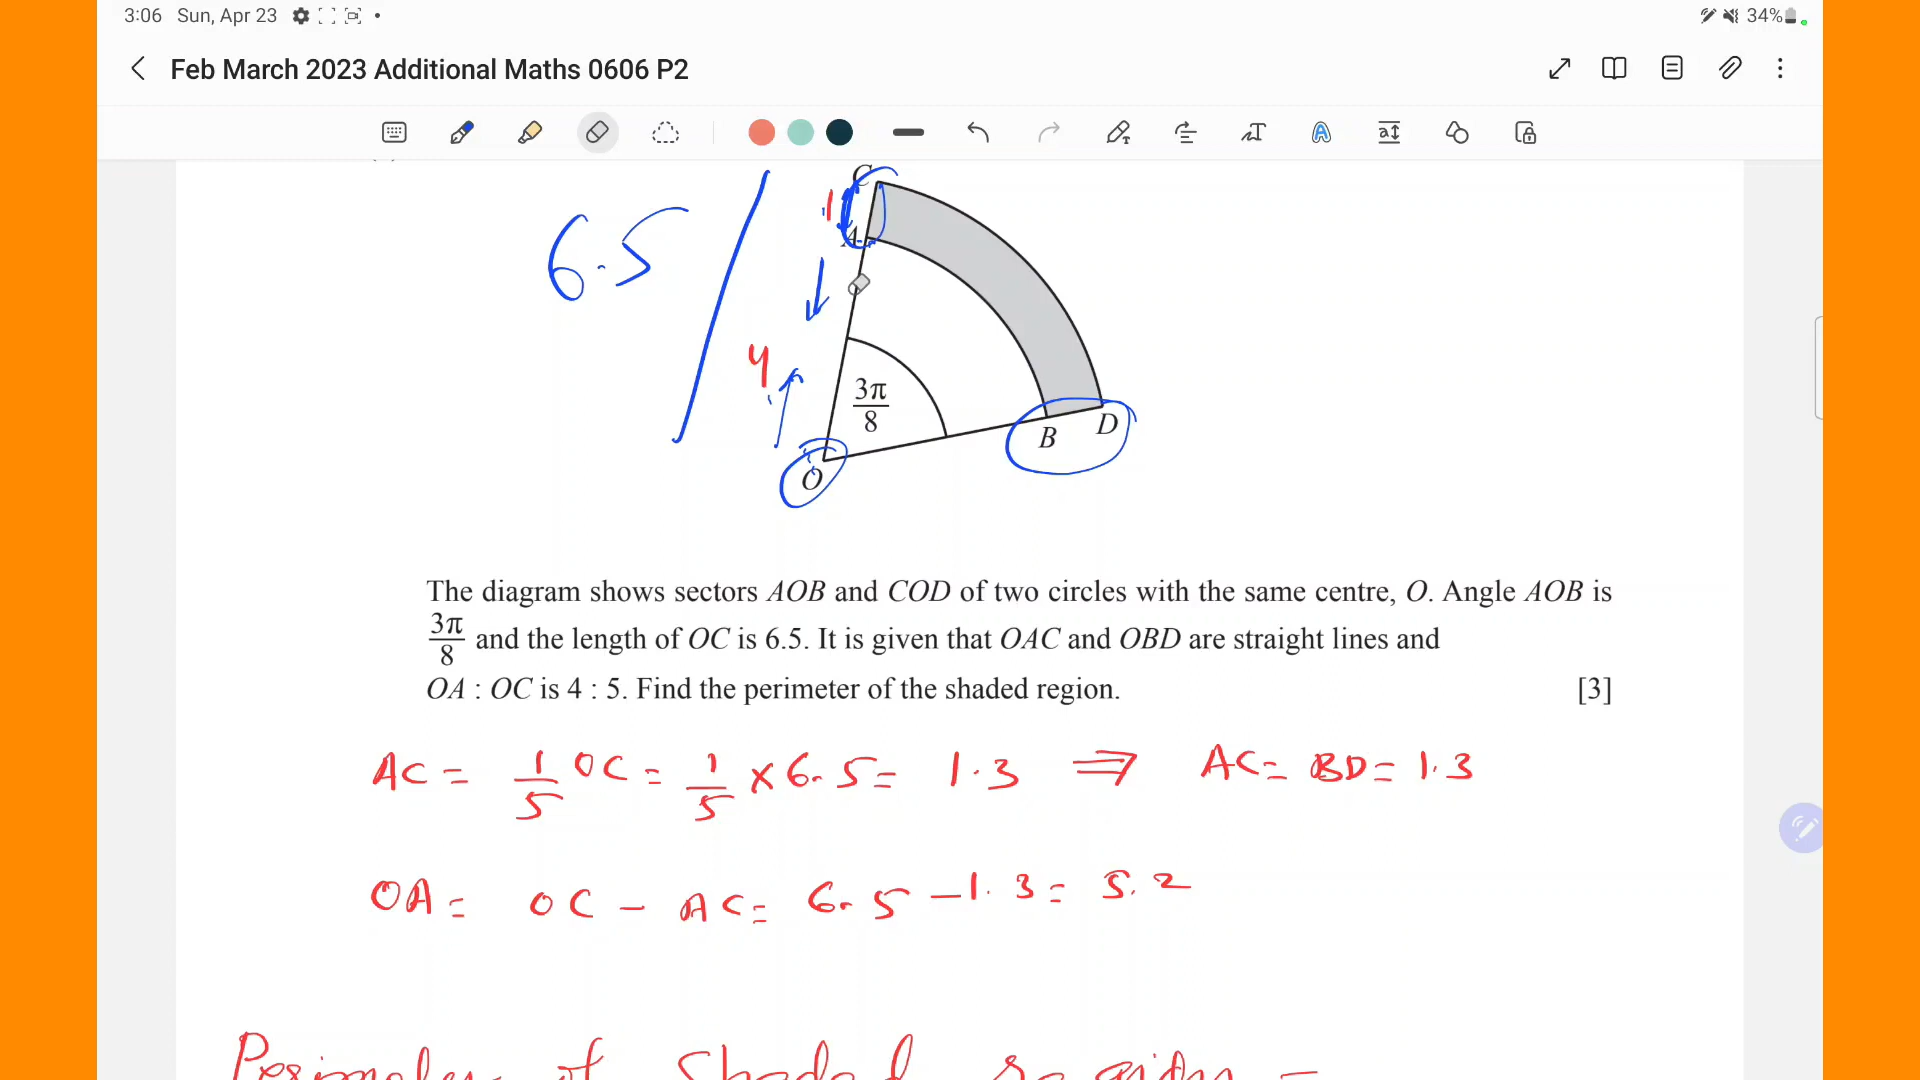 3:06 Sun, Apr 23 34%
Feb March 2023 Additional Maths 0606 P2
C
1
A
6.5
4
3π
8
B D
O
The diagram shows sectors AOB and COD of two circles with the same centre, O. Angle AOB is
3π/8 and the length of OC is 6.5. It is given that OAC and OBD are straight lines and
OA : OC is 4 : 5. Find the perimeter of the shaded region. [3]
AC = 1/5 OC = 1/5 × 6.5 = 1.3 ⇒ AC = BD = 1.3
OA = OC - AC = 6.5 - 1.3 = 5.2
Perimeter of shaded region =